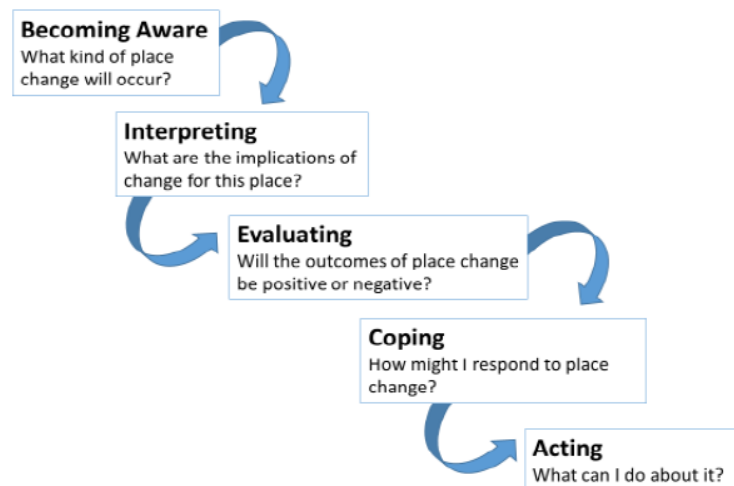 Becoming Aware
What kind of place
change will occur?
Interpreting
What are the implications of
change for this place?
Evaluating
Will the outcomes of place change
be positive or negative?
Coping
How might I respond to place
change?
Acting
What can I do about it?